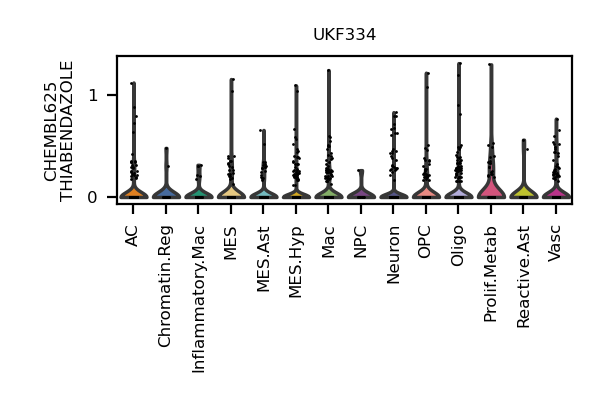 UKF334
CHEMBL625
THIABENDAZOLE
1
0
AC
Chromatin.Reg
Inflammatory.Mac
MES
MES.Ast
MES.Hyp
Mac
NPC
Neuron
OPC
Oligo
Prolif.Metab
Reactive.Ast
Vasc